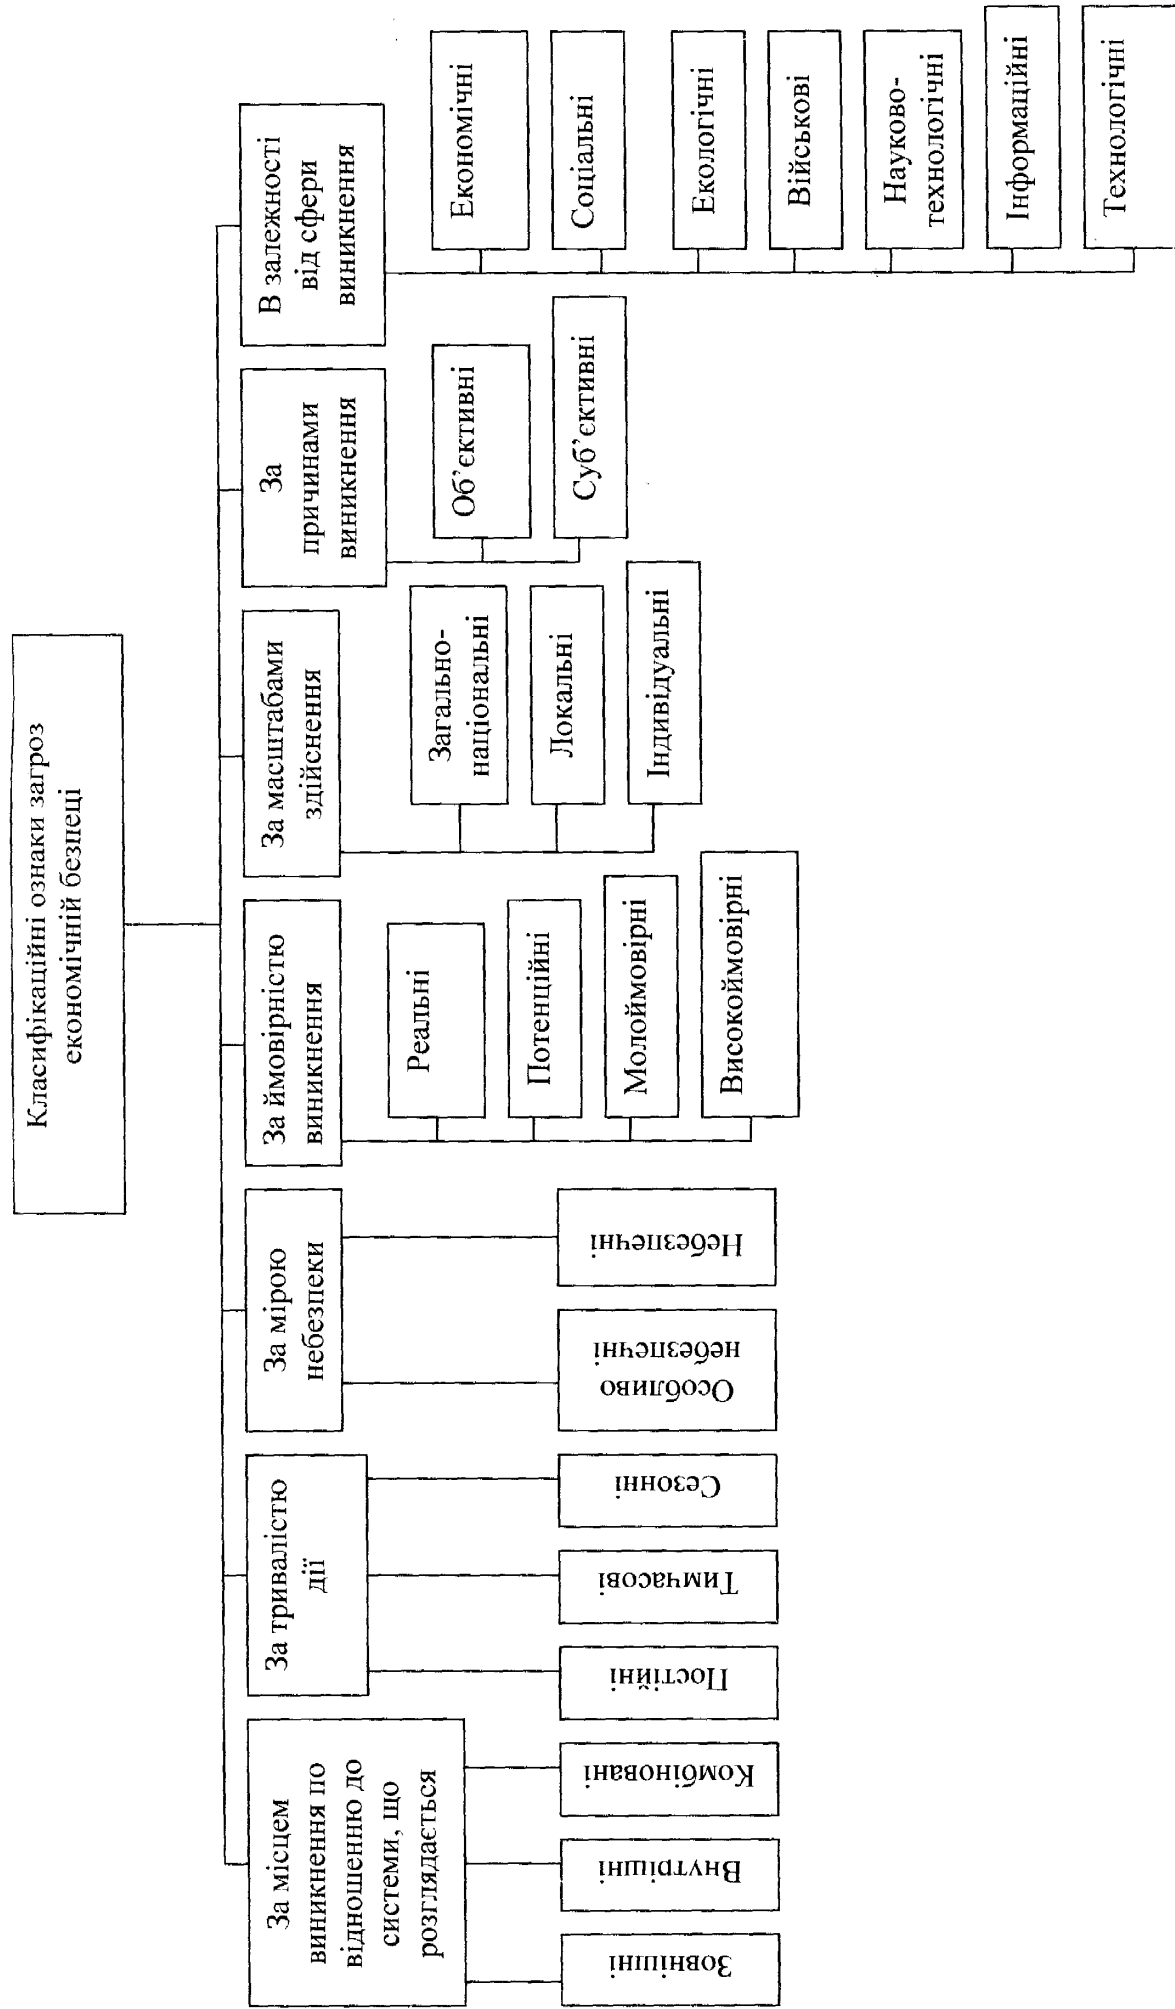 Класифікаційні ознаки загроз
економічній безпеці
За місцем
виникнення по
відношенню до
системи, що
розглядається
Зовнішні
Внутрішні
Комбіновані
За тривалістю
дії
Постійні
Тимчасові
Сезонні
За мірою
небезпеки
Особливо
небезпечні
Небезпечні
За ймовірністю
виникнення
Реальні
Потенційні
Молоймовірні
Високоймовірні
За масштабами
здійснення
Загально-
національні
Локальні
Індивідуальні
За
причинами
виникнення
Об’єктивні
Суб’єктивні
В залежності
від сфери
виникнення
Економічні
Соціальні
Екологічні
Військові
Науково-
технологічні
Інформаційні
Технологічні